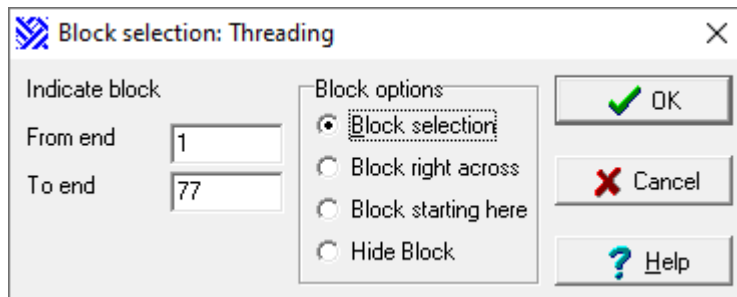 Block selection: Threading
Indicate block
From end 1
To end 77
Block options
Block selection
Block right across
Block starting here
Hide Block
OK
Cancel
Help